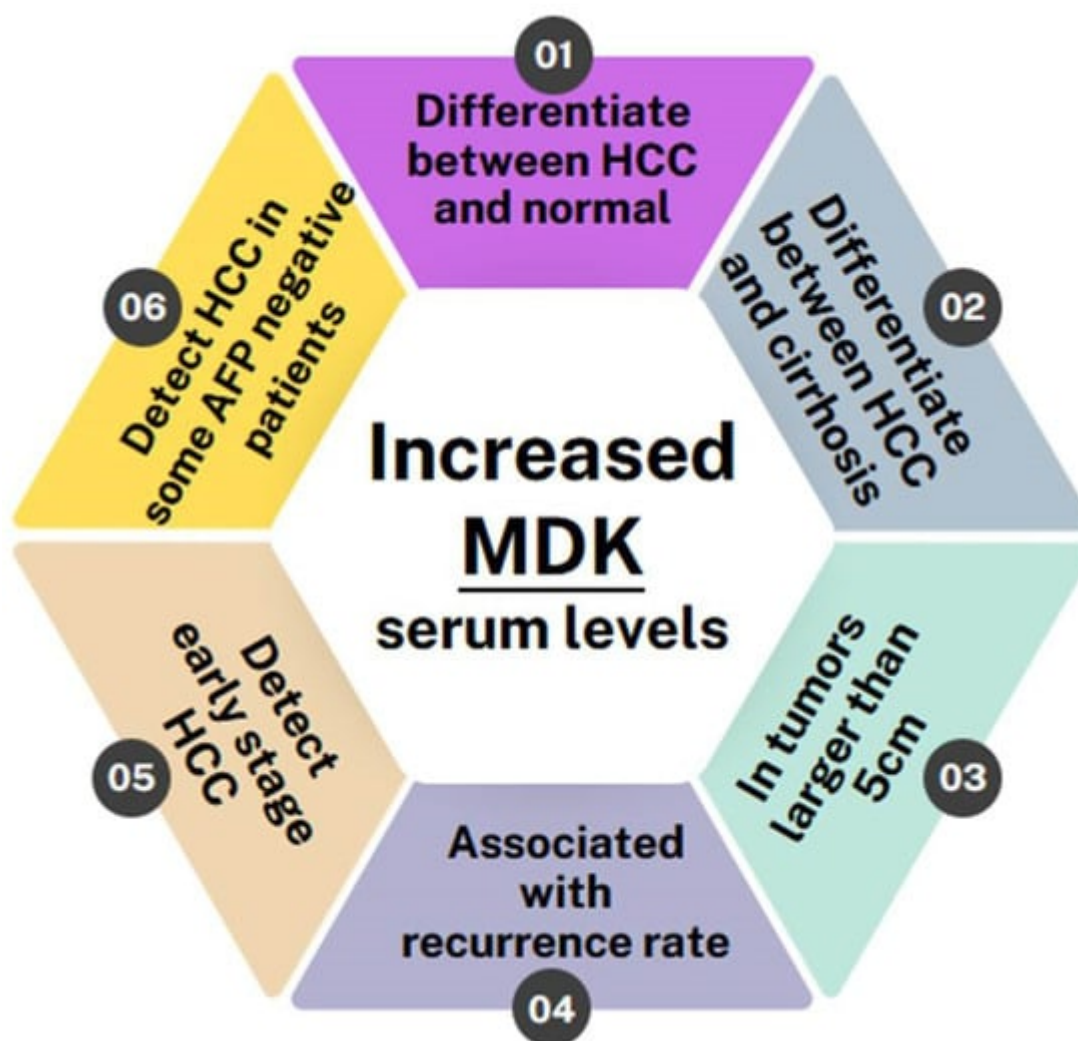 01
Differentiate
between HCC
and normal
02
Differentiate
between HCC
and cirrhosis
03
In tumors
larger than
5cm
04
Associated
with
recurrence rate
05
Detect
early stage
HCC
06
Detect HCC in
some AFP negative
patients
Increased
MDK
serum levels